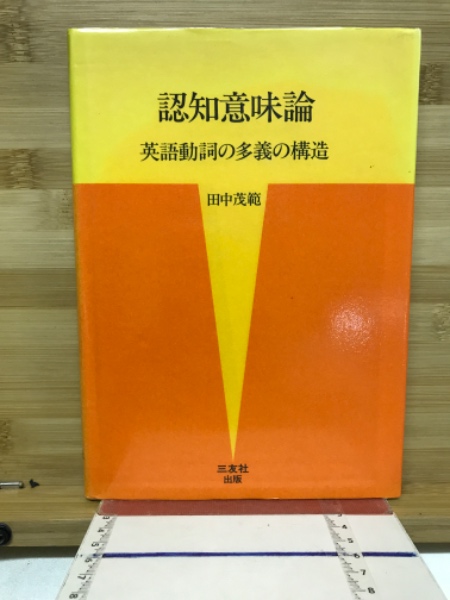 認知意味論
英語動詞の多義の構造
田中茂範
三友社
出版